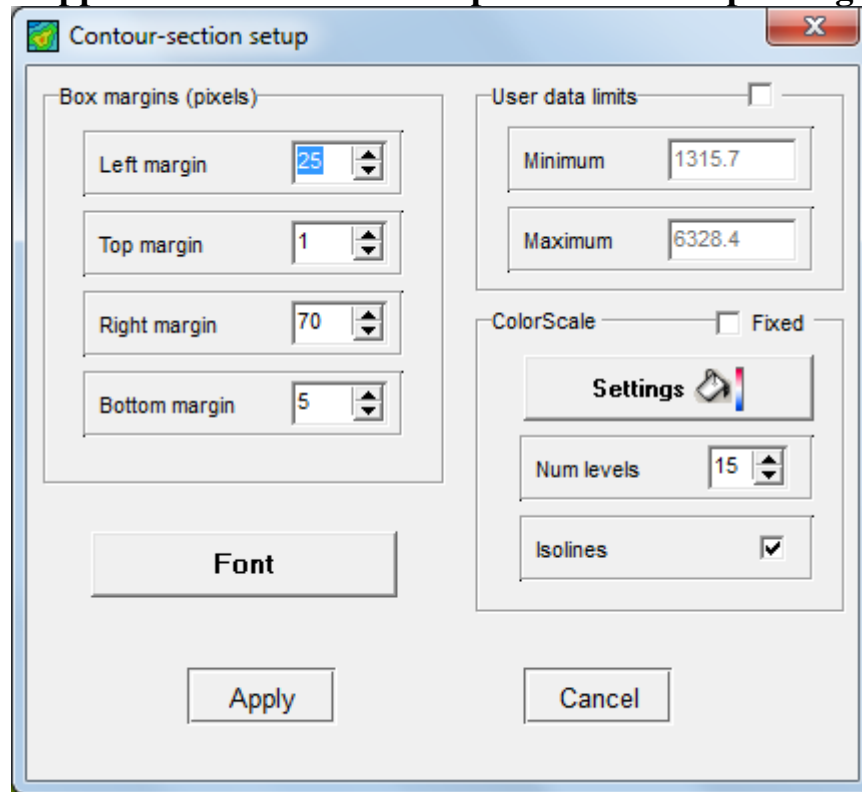 Contour-section setup
Box margins (pixels)
Left margin 25
Top margin 1
Right margin 70
Bottom margin 5
Font
User data limits
Minimum 1315.7
Maximum 6328.4
ColorScale Fixed
Settings
Num levels 15
Isolines
Apply Cancel